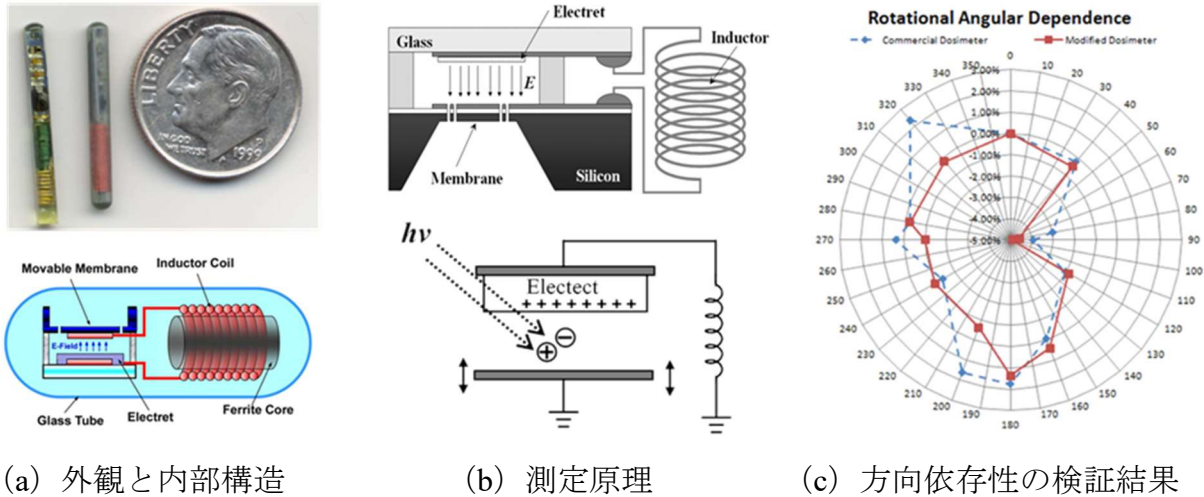 LIBERTY
IN GOD
WE TRUST
1999
Movable Membrane
Inductor Coil
E-Field
Glass Tube
Electret
Ferrite Core
(a) 外観と内部構造
Electret
Glass
Inductor
E
Membrane
Silicon
hν
Electect
+ + + + + + + +
−
+
(b) 測定原理
Rotational Angular Dependence
Commercial Dosimeter
Modified Dosimeter
0
10
20
30
40
50
60
70
80
90
100
110
120
130
140
150
160
170
180
190
200
210
220
230
240
250
260
270
280
290
300
310
320
330
340
350
2.00%
1.00%
0.00%
-1.00%
-2.00%
-3.00%
-4.00%
-5.00%
(c) 方向依存性の検証結果